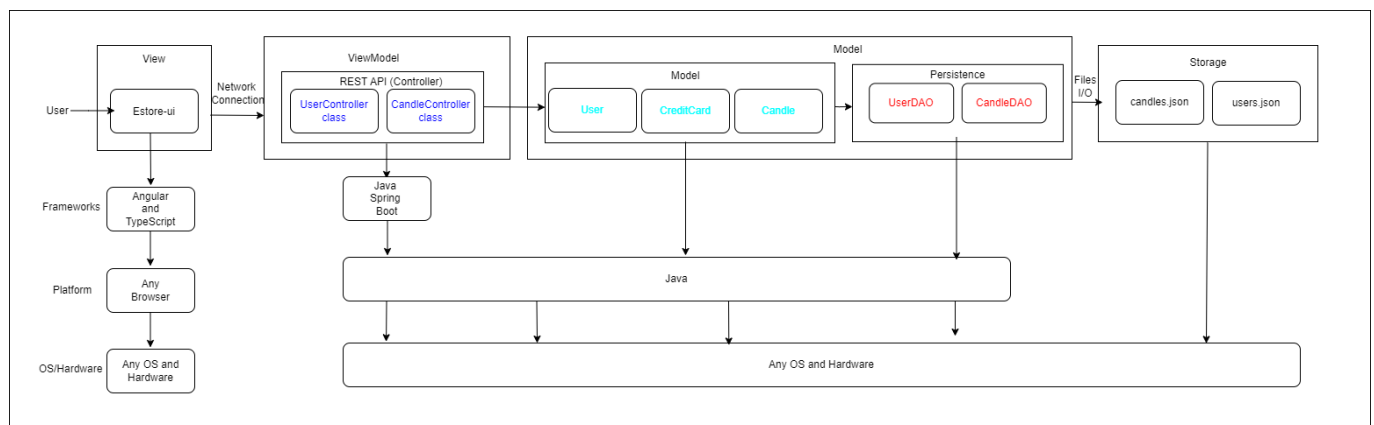 View
ViewModel
Model
Storage
User
Estore-ui
Network
Connection
REST API (Controller)
UserController
class
CandleController
class
Model
User
CreditCard
Candle
Persistence
UserDAO
CandleDAO
Files
I/O
candles.json
users.json
Frameworks
Angular
and
TypeScript
Java
Spring
Boot
Platform
Any
Browser
Java
OS/Hardware
Any OS and
Hardware
Any OS and Hardware